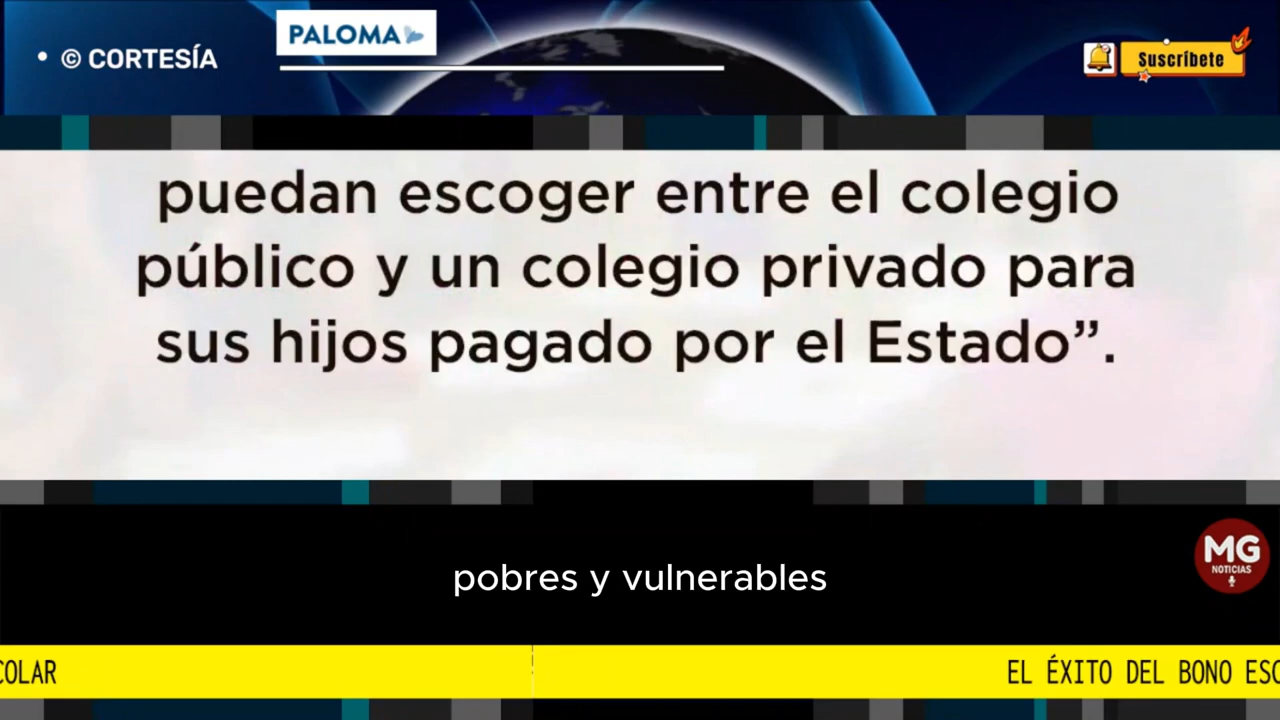 • © CORTESÍA
PALOMA
Suscríbete
puedan escoger entre el colegio
público y un colegio privado para
sus hijos pagado por el Estado”.
pobres y vulnerables
MG
NOTICIAS
COLAR
EL ÉXITO DEL BONO ESC